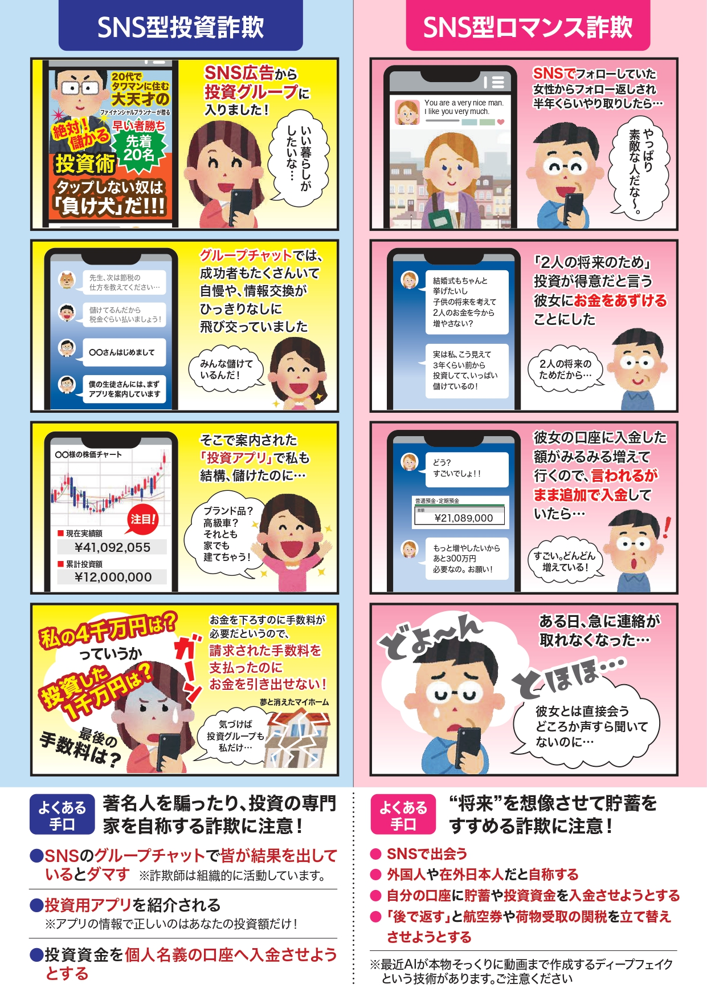 SNS型投資詐欺
20代で
タワマンに住む
大天才の
ファイナンシャルプランナーが贈る
絶対!
儲かる
早い者勝ち
先着
20名
投資術
タップしない奴は
「負け犬」だ!!!
SNS広告から
投資グループに
入りました!
いい暮らしが
したいな…
先生、次は節税の
仕方を教えてください…
儲けてるんだから
税金ぐらい払いましょう!
〇〇さんはじめまして
僕の生徒さんには、まず
アプリを案内しています
グループチャットでは、
成功者もたくさんいて
自慢や、情報交換が
ひっきりなしに
飛び交っていました
みんな儲けて
いるんだ!
〇〇様の株価チャート
注目!
■現在実績額
¥41,092,055
■累計投資額
¥12,000,000
そこで案内された
「投資アプリ」で私も
結構、儲けたのに…
ブランド品?
高級車?
それとも
家でも
建てちゃう!
私の4千万円は?
っていうか
投資した
1千万円は?
最後の
手数料は?
ガーン
お金を下ろすのに手数料が
必要だというので、
請求された手数料を
支払ったのに
お金を引き出せない!
夢と消えたマイホーム
気づけば
投資グループも
私だけ…
よくある
手口
著名人を騙ったり、投資の専門
家を自称する詐欺に注意!
●SNSのグループチャットで皆が結果を出して
いるとダマす ※詐欺師は組織的に活動しています。
●投資用アプリを紹介される
※アプリの情報で正しいのはあなたの投資額だけ!
●投資資金を個人名義の口座へ入金させよう
とする
SNS型ロマンス詐欺
You are a very nice man.
I like you very much.
SNSでフォローしていた
女性からフォロー返しされ
半年くらいやり取りしたら…
やっぱり
素敵な人だな〜。
結婚式もちゃんと
挙げたいし
子供の将来を考えて
2人のお金を今から
増やさない?
実は私、こう見えて
3年くらい前から
投資してて、いっぱい
儲けているの!
「2人の将来のため」
投資が得意だと言う
彼女にお金をあずける
ことにした
2人の将来の
ためだから…
どう?
すごいでしょ!!
普通預金・定期預金
総額
¥21,089,000
もっと増やしたいから
あと300万円
必要なの。お願い!
彼女の口座に入金した
額がみるみる増えて
行くので、言われるが
まま追加で入金して
いたら…
!
すごい。どんどん
増えている!
どよ〜ん
ある日、急に連絡が
取れなくなった…
とほほ…
彼女とは直接会う
どころか声すら聞いて
ないのに…
よくある
手口
“将来”を想像させて貯蓄を
すすめる詐欺に注意!
● SNSで出会う
● 外国人や在外日本人だと自称する
● 自分の口座に貯蓄や投資資金を入金させようとする
● 「後で返す」と航空券や荷物受取の関税を立て替え
させようとする
※最近AIが本物そっくりに動画まで作成するディープフェイク
という技術があります。ご注意ください